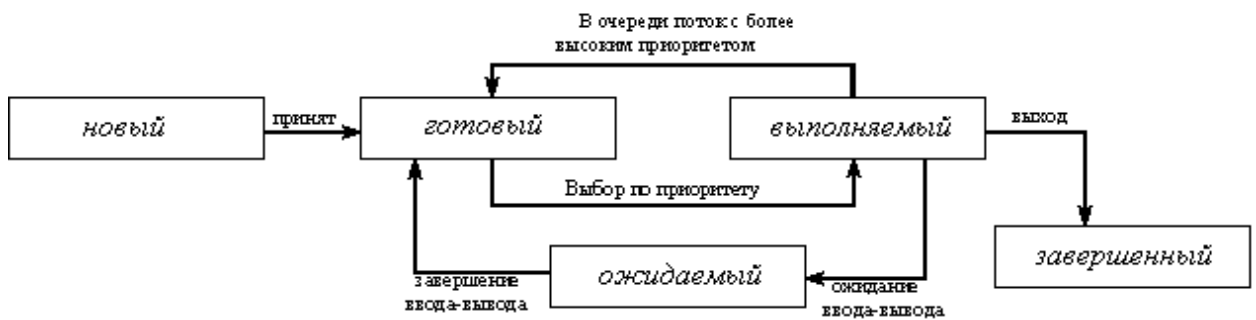 В очереди поток с более
высоким приоритетом
новый
принят
готовый
выполняемый
выход
Выбор по приоритету
завершенный
ожидаемый
завершение
ввода-вывода
ожидание
ввода-вывода